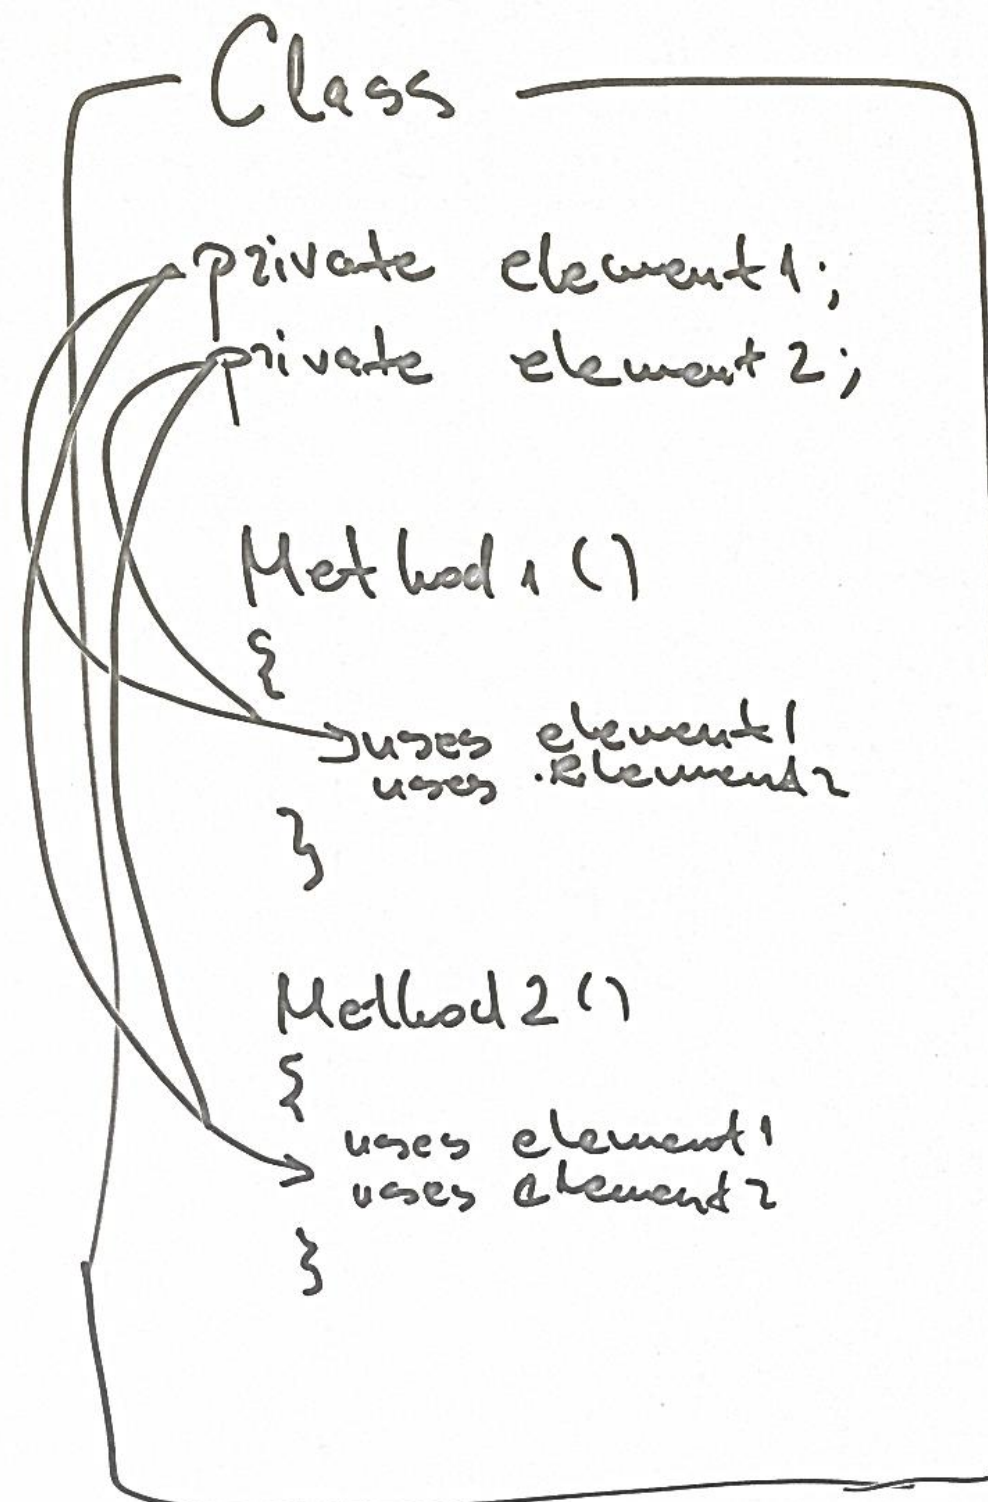 Class
private element1;
private element2;
Method1()
{
uses element1
uses element2
}
Method2()
{
uses element1
uses element2
}